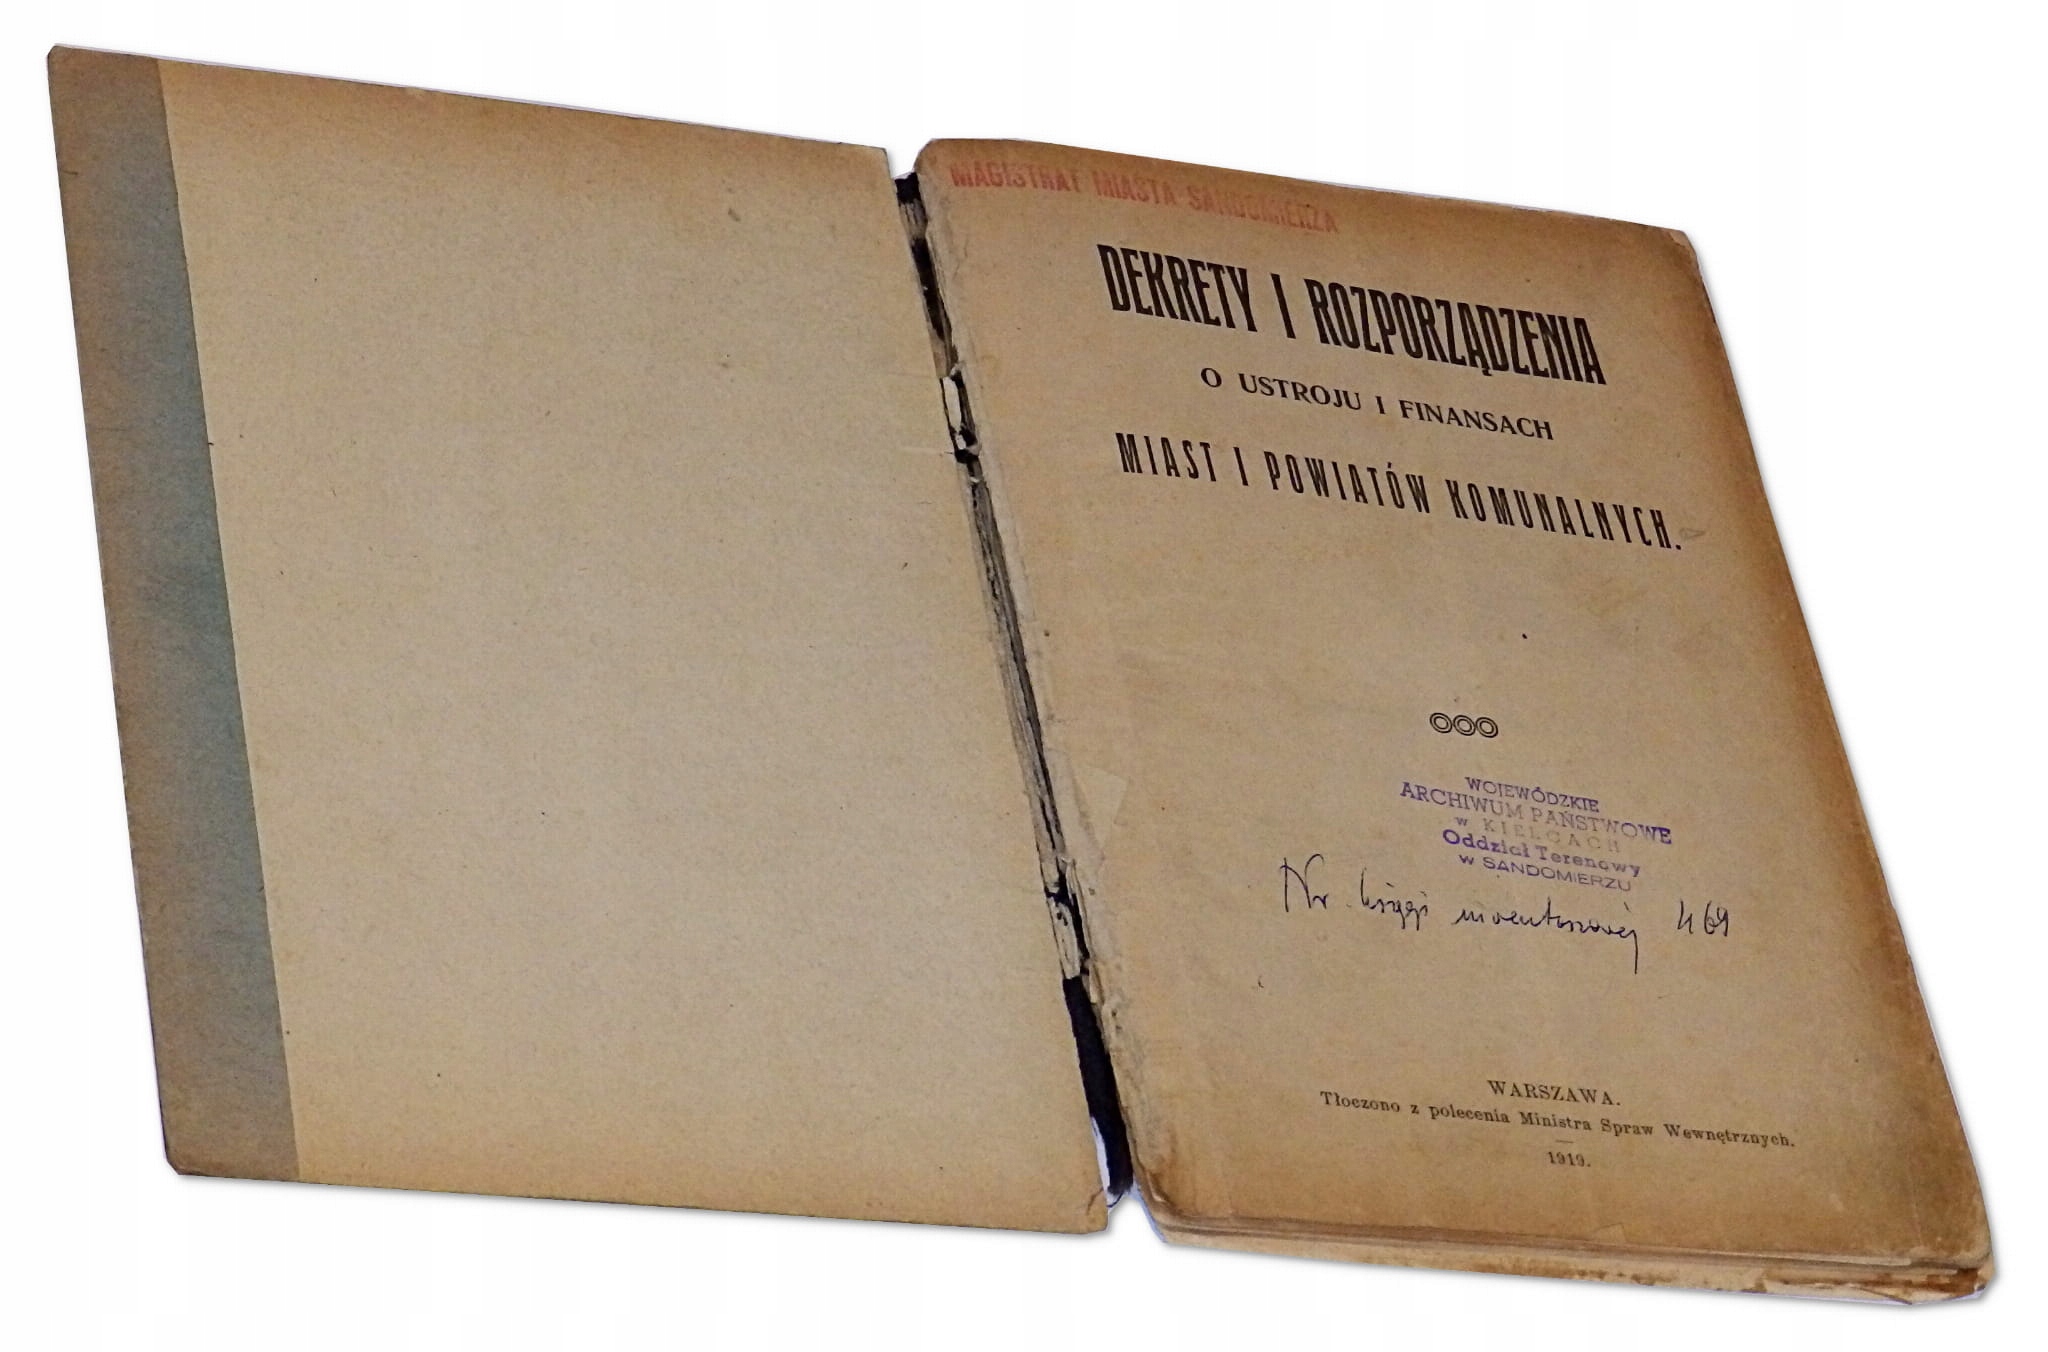 MAGISTRAT MIASTA SANDOMIERZA
DEKRETY I ROZPORZĄDZENIA
O USTROJU I FINANSACH
MIAST I POWIATÓW KOMUNALNYCH.
WOJEWÓDZKIE
ARCHIWUM PAŃSTWOWE
w KIELCACH
Oddział Terenowy
w SANDOMIERZU
Nr księgi inwentarzowej 469
WARSZAWA.
Tłoczono z polecenia Ministra Spraw Wewnętrznych.
1919.